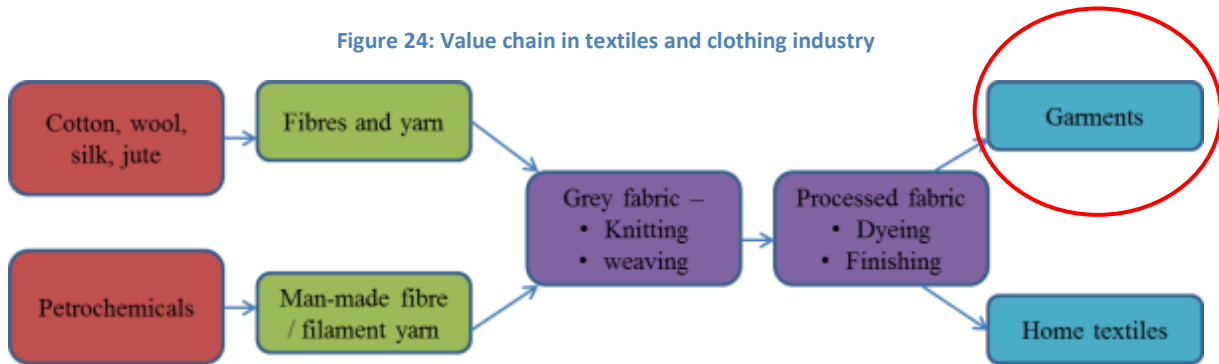 Figure 24: Value chain in textiles and clothing industry
Cotton, wool,
silk, jute
Fibres and yarn
Garments
Grey fabric –
• Knitting
• weaving
Processed fabric
• Dyeing
• Finishing
Petrochemicals
Man-made fibre
/ filament yarn
Home textiles